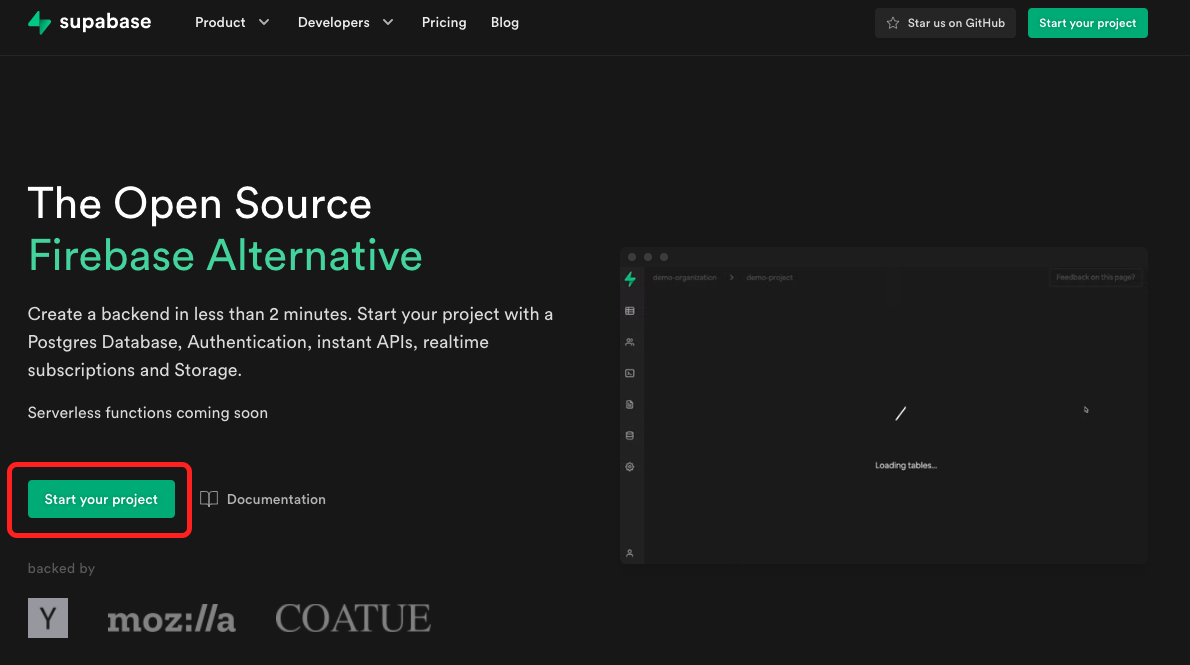 supabase
Product
Developers
Pricing
Blog
Star us on GitHub
Start your project
The Open Source
Firebase Alternative
Create a backend in less than 2 minutes. Start your project with a
Postgres Database, Authentication, instant APIs, realtime
subscriptions and Storage.
Serverless functions coming soon
Start your project
Documentation
demo-organization
demo-project
Feedback on this page?
Loading tables...
backed by
Y
moz://a
COATUE